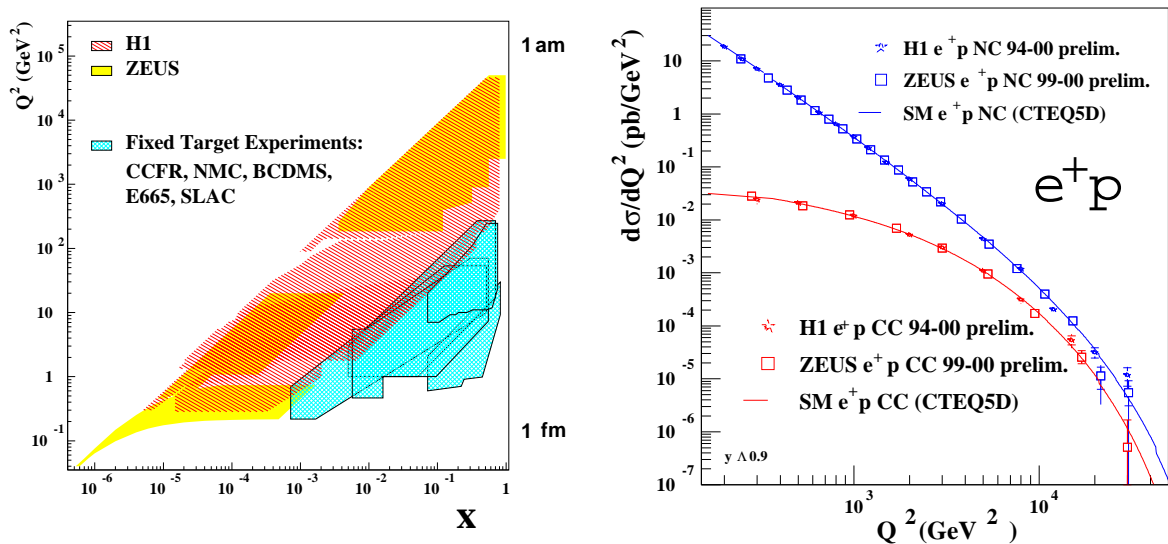 Q² (GeV²)
10⁵
10⁴
10³
10²
10
1
10⁻¹
H1
ZEUS
Fixed Target Experiments:
CCFR, NMC, BCDMS,
E665, SLAC
10⁻⁶ 10⁻⁵ 10⁻⁴ 10⁻³ 10⁻² 10⁻¹ 1
x
1 am
1 fm
dσ/dQ² (pb/GeV²)
10
1
10⁻¹
10⁻²
10⁻³
10⁻⁴
10⁻⁵
10⁻⁶
10⁻⁷
H1 e⁺p NC 94-00 prelim.
ZEUS e⁺p NC 99-00 prelim.
SM e⁺p NC (CTEQ5D)
e⁺p
H1 e⁺p CC 94-00 prelim.
ZEUS e⁺p CC 99-00 prelim.
SM e⁺p CC (CTEQ5D)
y Λ 0.9
10³ 10⁴
Q² (GeV²)